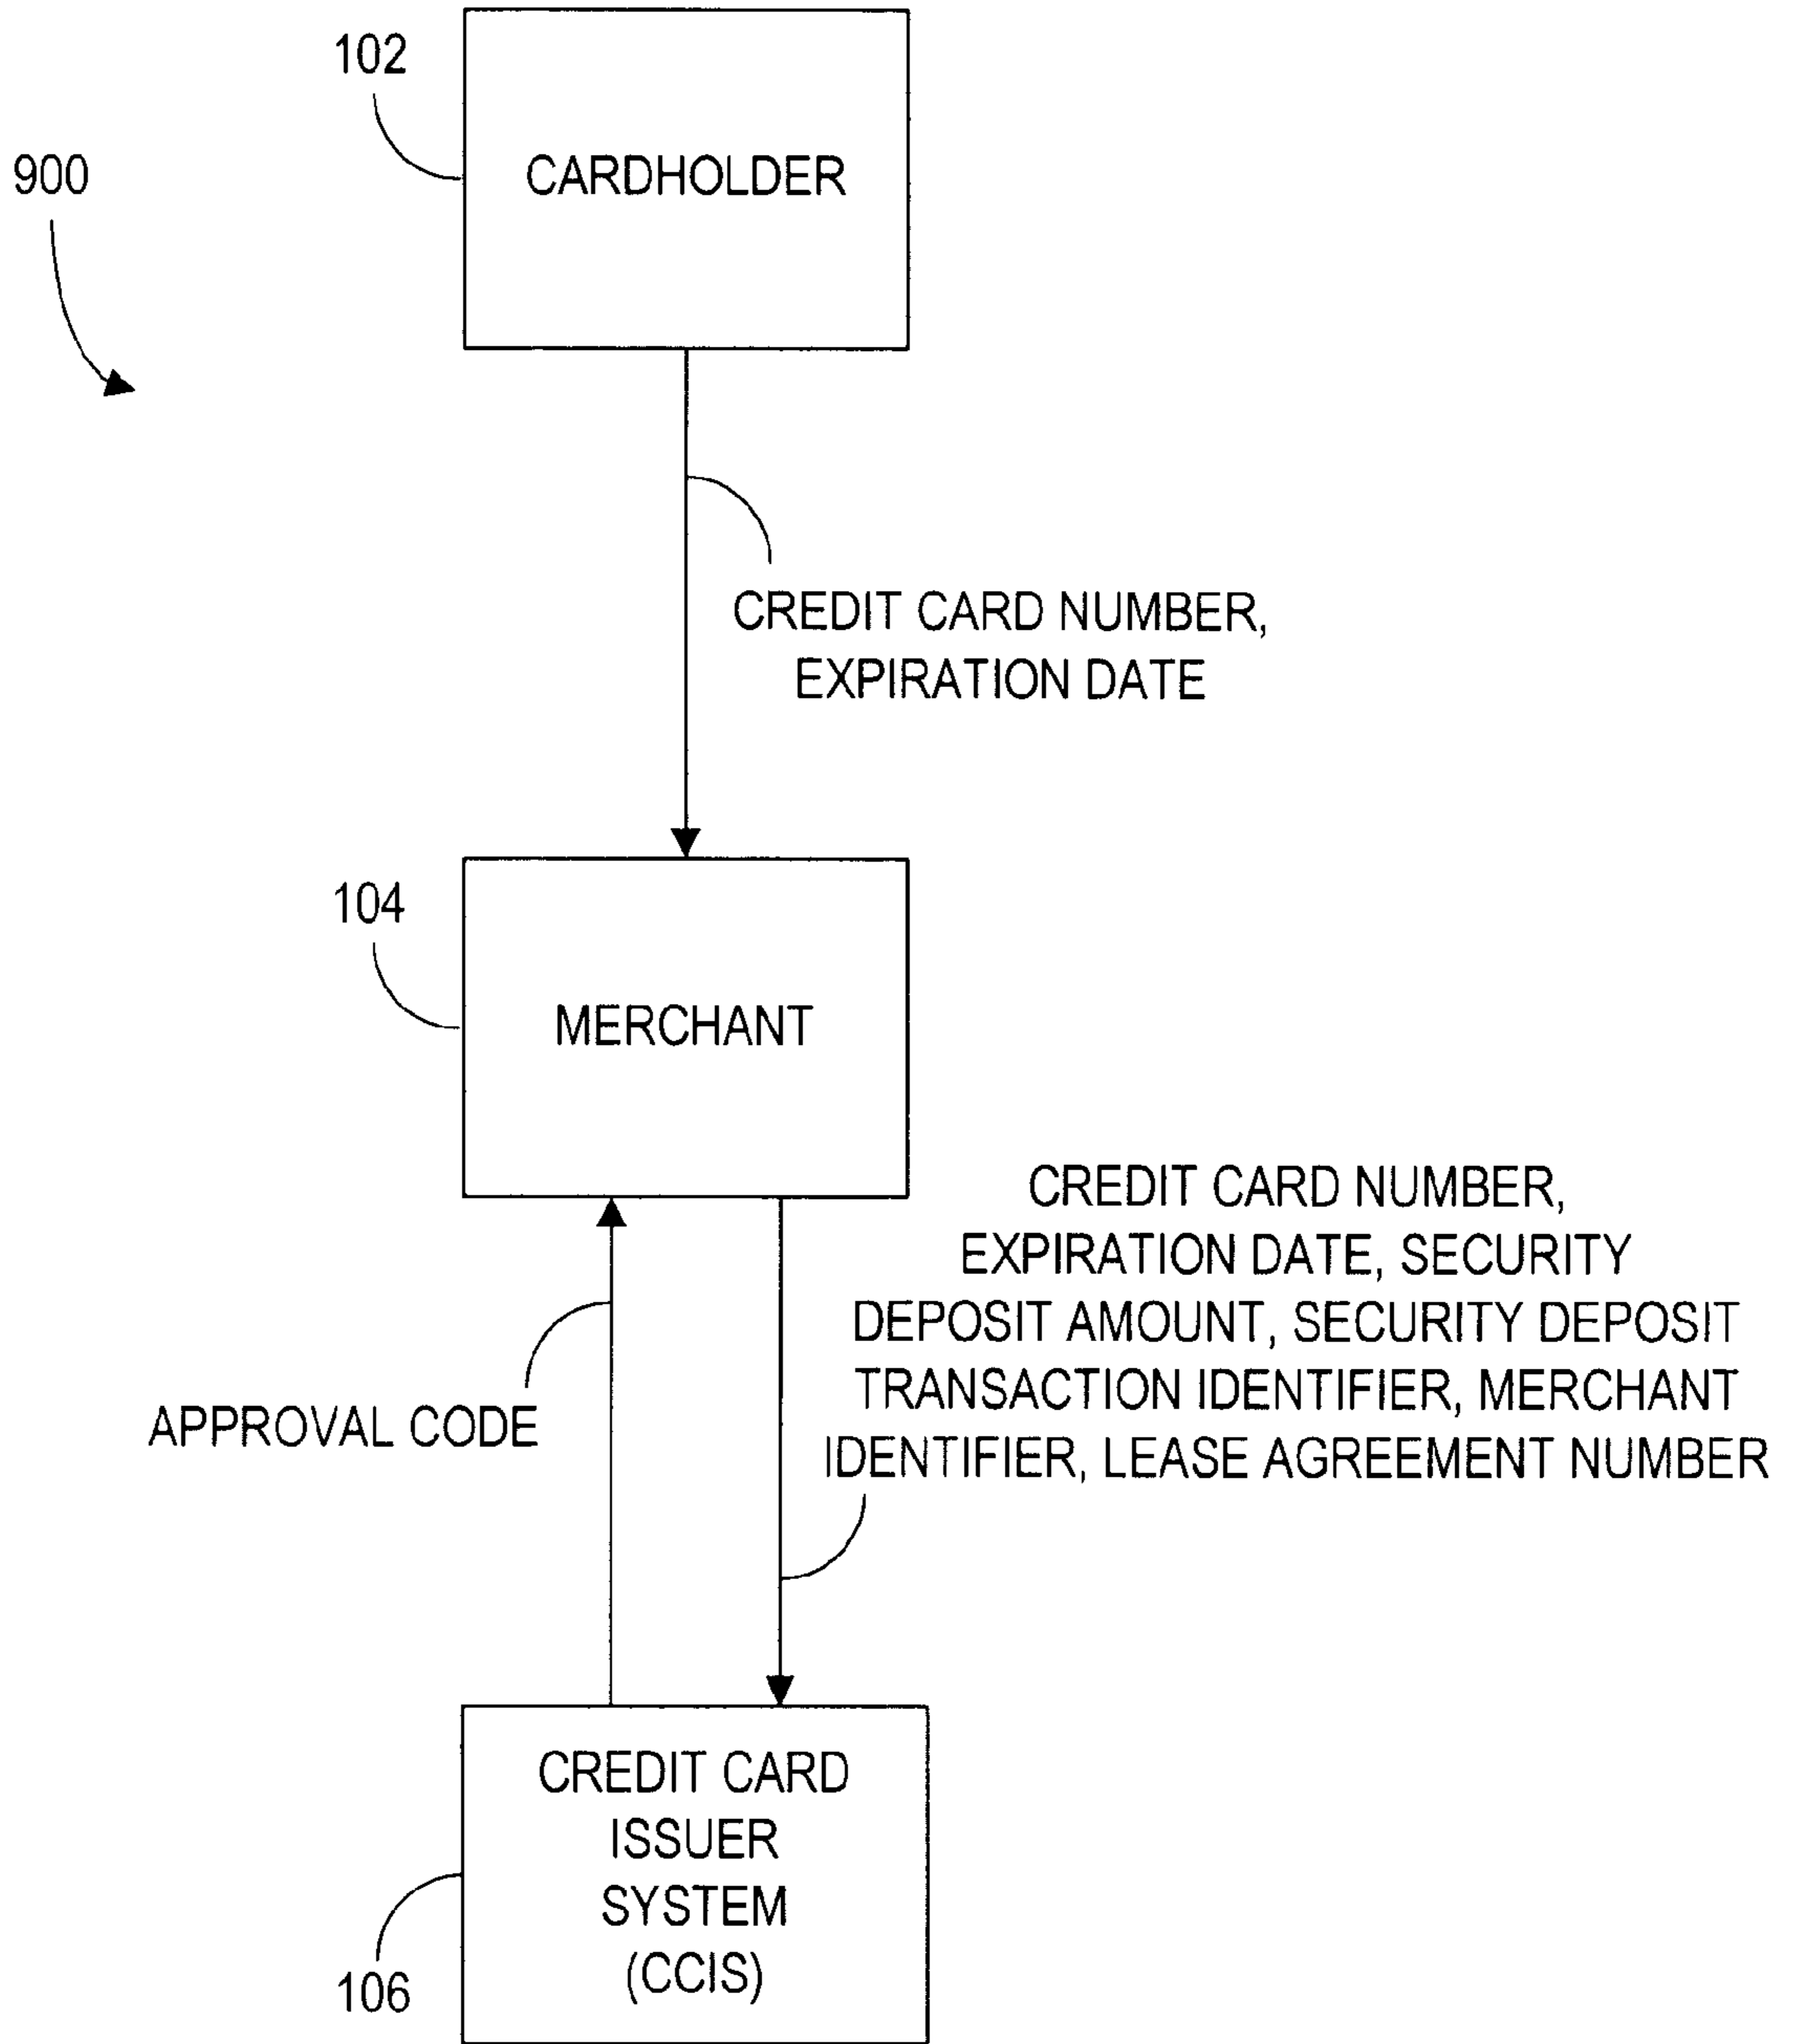 102
900
CARDHOLDER
CREDIT CARD NUMBER,
EXPIRATION DATE
104
MERCHANT
CREDIT CARD NUMBER,
EXPIRATION DATE, SECURITY
DEPOSIT AMOUNT, SECURITY DEPOSIT
TRANSACTION IDENTIFIER, MERCHANT
IDENTIFIER, LEASE AGREEMENT NUMBER
APPROVAL CODE
CREDIT CARD
ISSUER
SYSTEM
(CCIS)
106